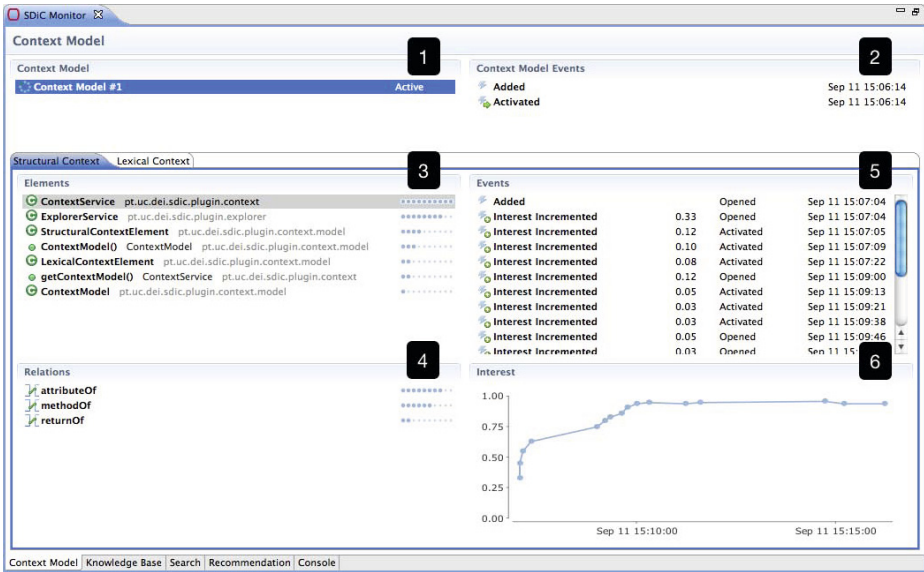 SDiC Monitor
Context Model
1
2
Context Model
Context Model Events
Context Model #1 Active
Added Sep 11 15:06:14
Activated Sep 11 15:06:14
Structural Context Lexical Context
3
5
Elements
ContextService pt.uc.dei.sdic.plugin.context
ExplorerService pt.uc.dei.sdic.plugin.explorer
StructuralContextElement pt.uc.dei.sdic.plugin.context.model
ContextModel() ContextModel pt.uc.dei.sdic.plugin.context.model
LexicalContextElement pt.uc.dei.sdic.plugin.context.model
getContextModel() ContextService pt.uc.dei.sdic.plugin.context
ContextModel pt.uc.dei.sdic.plugin.context.model
Events
Added Opened Sep 11 15:07:04
Interest Incremented 0.33 Opened Sep 11 15:07:04
Interest Incremented 0.12 Activated Sep 11 15:07:05
Interest Incremented 0.10 Activated Sep 11 15:07:09
Interest Incremented 0.08 Activated Sep 11 15:07:22
Interest Incremented 0.12 Opened Sep 11 15:09:00
Interest Incremented 0.05 Activated Sep 11 15:09:13
Interest Incremented 0.03 Activated Sep 11 15:09:21
Interest Incremented 0.03 Activated Sep 11 15:09:38
Interest Incremented 0.05 Opened Sep 11 15:09:46
Interest Incremented 0.03 Activated Sep 11
4
6
Relations
attributeOf
methodOf
returnOf
Interest
1.00
0.75
0.50
0.25
0.00
Sep 11 15:10:00 Sep 11 15:15:00
Context Model Knowledge Base Search Recommendation Console